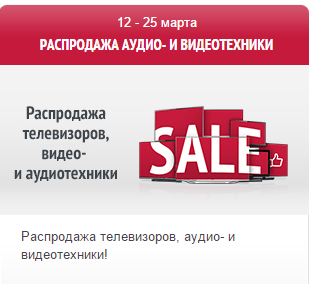 12 - 25 марта
РАСПРОДАЖА АУДИО- И ВИДЕОТЕХНИКИ
Распродажа
телевизоров,
видео-
и аудиотехники
SALE
Распродажа телевизоров, аудио- и
видеотехники!